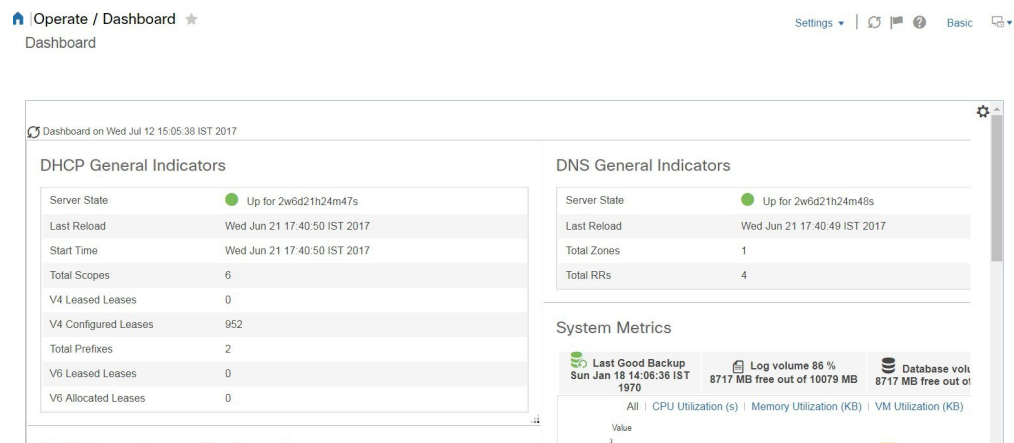 Operate / Dashboard
Settings
Basic
Dashboard
Dashboard on Wed Jul 12 15:05:38 IST 2017
DHCP General Indicators
Server State Up for 2w6d21h24m47s
Last Reload Wed Jun 21 17:40:50 IST 2017
Start Time Wed Jun 21 17:40:50 IST 2017
Total Scopes 6
V4 Leased Leases 0
V4 Configured Leases 952
Total Prefixes 2
V6 Leased Leases 0
V6 Allocated Leases 0
DNS General Indicators
Server State Up for 2w6d21h24m48s
Last Reload Wed Jun 21 17:40:49 IST 2017
Total Zones 1
Total RRs 4
System Metrics
Last Good Backup
Sun Jan 18 14:06:36 IST
1970
Log volume 86 %
8717 MB free out of 10079 MB
Database volu
8717 MB free out of
All | CPU Utilization (s) | Memory Utilization (KB) | VM Utilization (KB)
Value